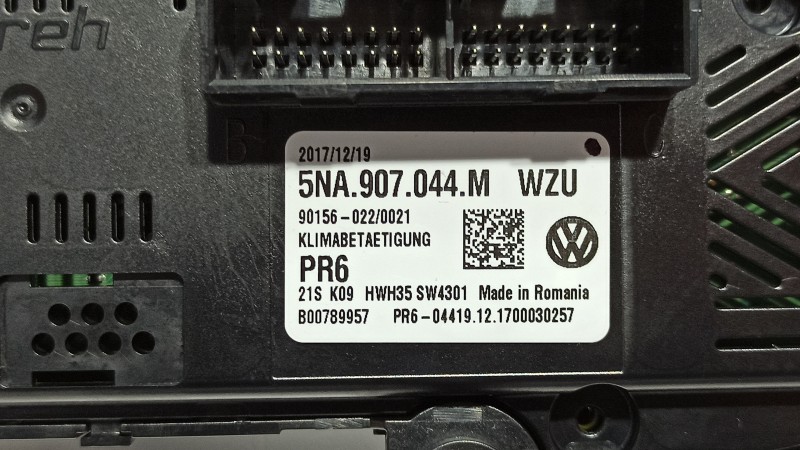 reh
B
C
2017/12/19
5NA.907.044.M WZU
90156-022/0021
KLIMABETAETIGUNG
PR6
21S K09 HWH35 SW4301 Made in Romania
B00789957 PR6-04419.12.1700030257